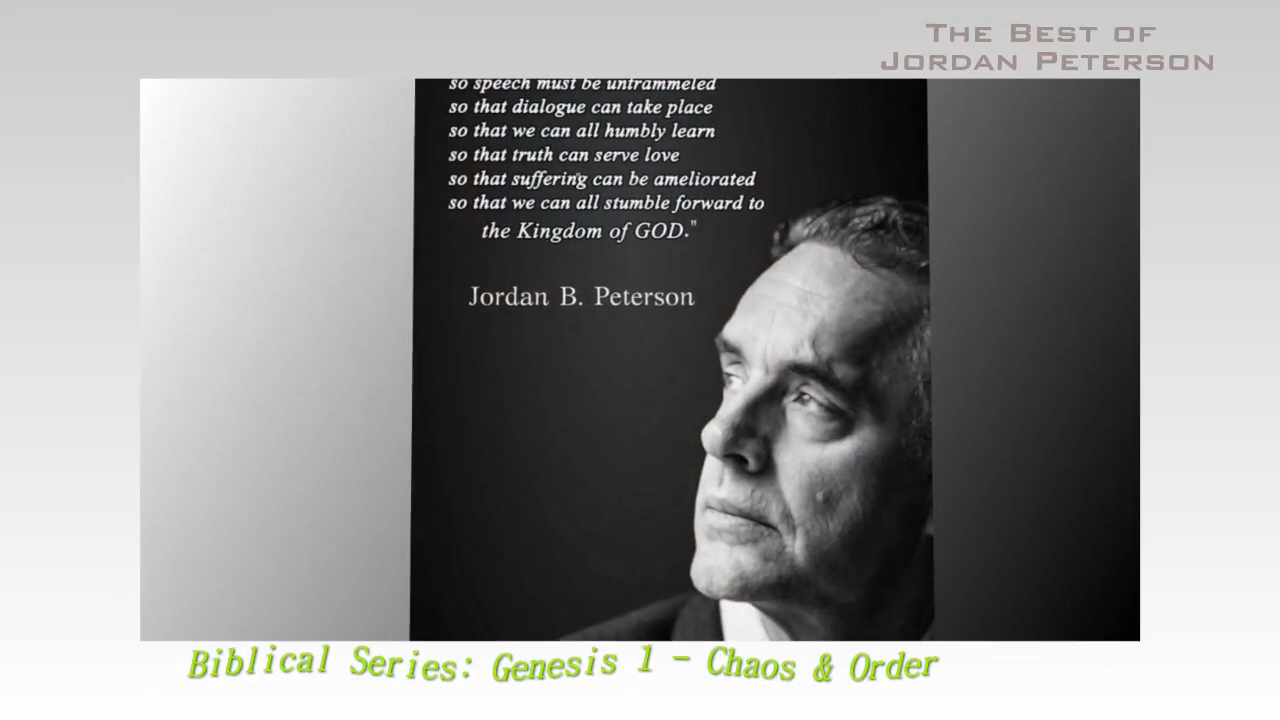 THE BEST OF
JORDAN PETERSON
so speech must be untrammeled
so that dialogue can take place
so that we can all humbly learn
so that truth can serve love
so that suffering can be ameliorated
so that we can all stumble forward to
the Kingdom of GOD."
Jordan B. Peterson
Biblical Series: Genesis 1 - Chaos & Order